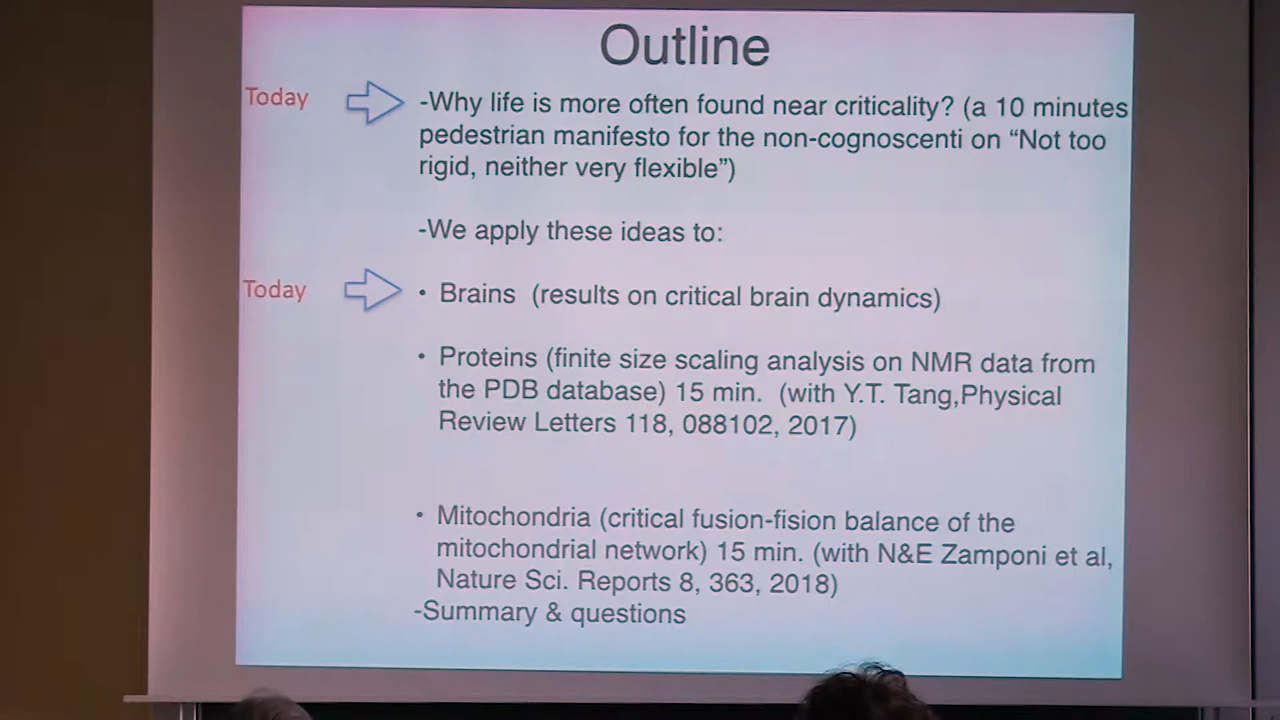 Outline
Today
-Why life is more often found near criticality? (a 10 minutes
pedestrian manifesto for the non-cognoscenti on “Not too
rigid, neither very flexible”)
-We apply these ideas to:
Today
• Brains (results on critical brain dynamics)
• Proteins (finite size scaling analysis on NMR data from
the PDB database) 15 min. (with Y.T. Tang,Physical
Review Letters 118, 088102, 2017)
• Mitochondria (critical fusion-fision balance of the
mitochondrial network) 15 min. (with N&E Zamponi et al,
Nature Sci. Reports 8, 363, 2018)
-Summary & questions